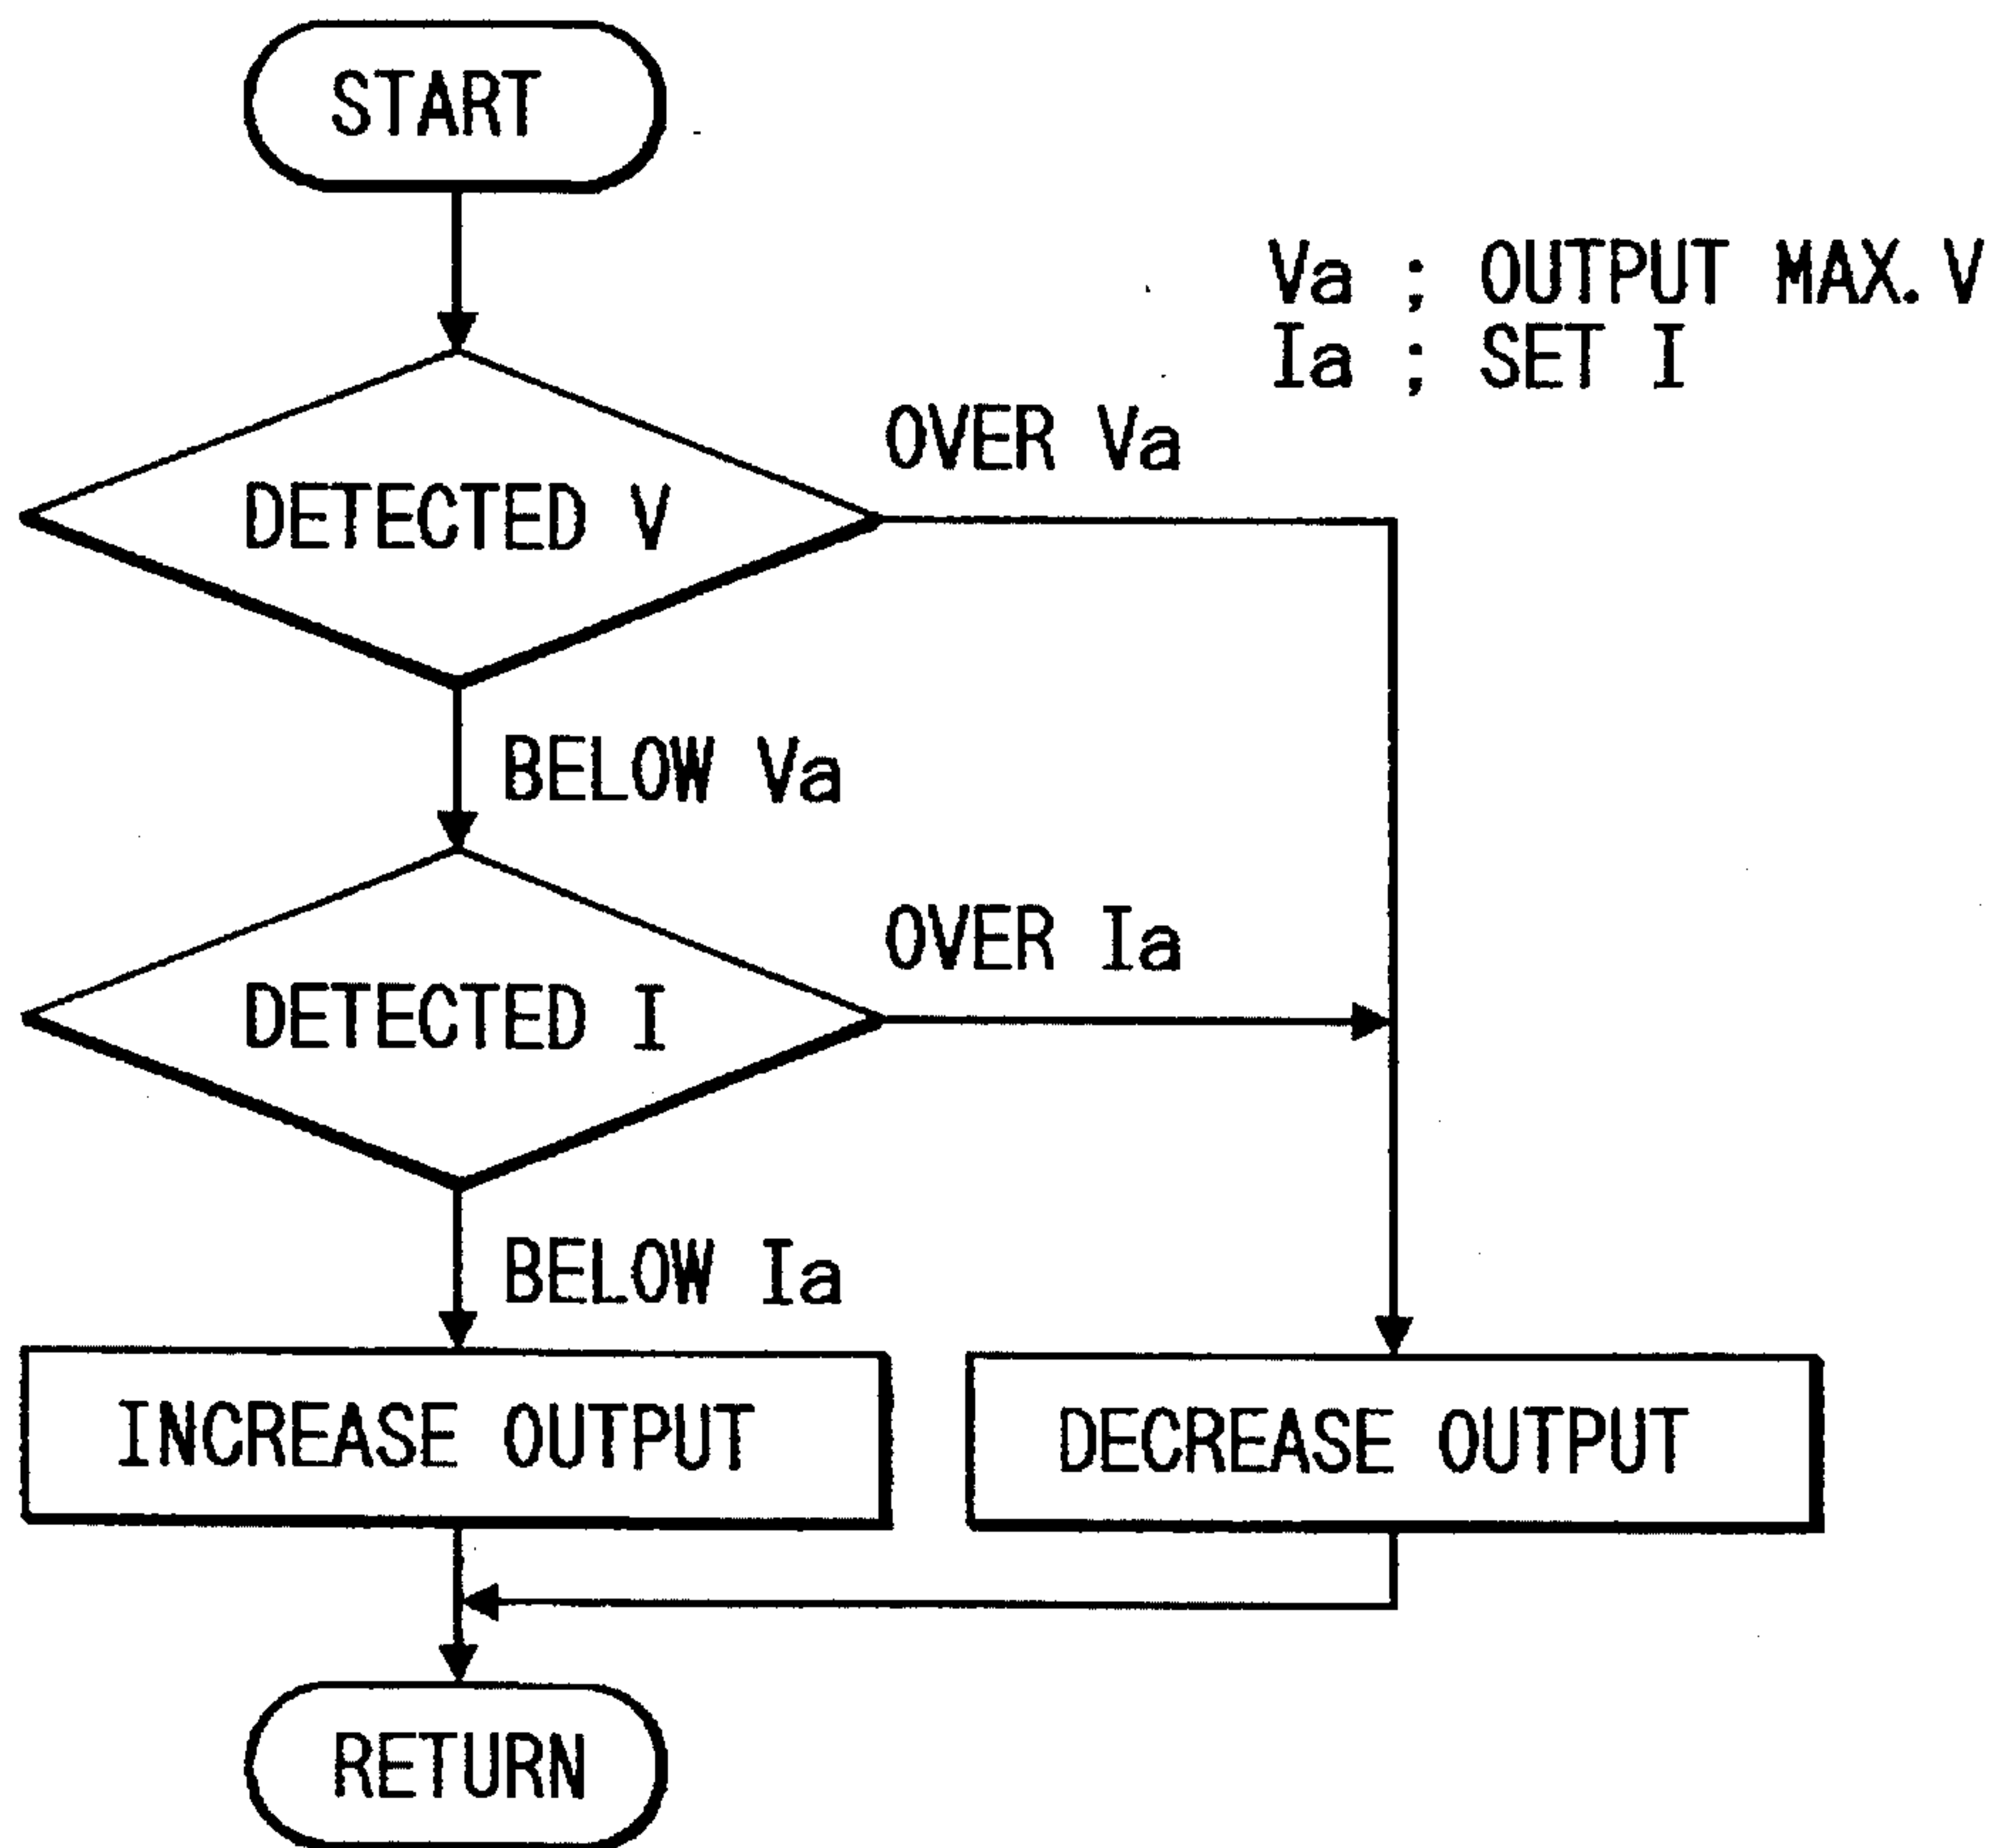 START
Va ; OUTPUT MAX. V
Ia ; SET I
OVER Va
DETECTED V
BELOW Va
OVER Ia
DETECTED I
BELOW Ia
INCREASE OUTPUT
DECREASE OUTPUT
RETURN